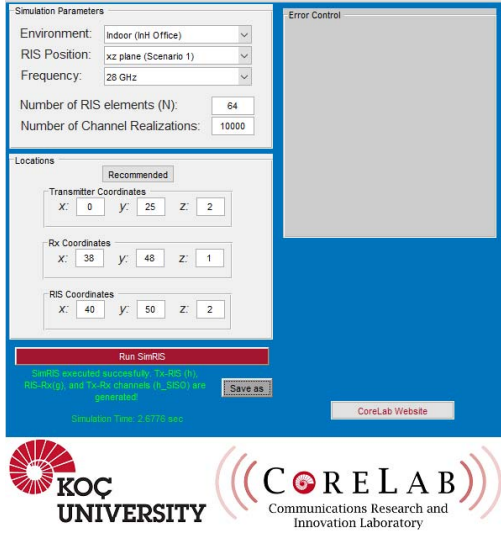 Simulation Parameters
Environment: Indoor (InH Office)
RIS Position: xz plane (Scenario 1)
Frequency: 28 GHz
Number of RIS elements (N): 64
Number of Channel Realizations: 10000
Locations
Recommended
Transmitter Coordinates
x: 0 y: 25 z: 2
Rx Coordinates
x: 38 y: 48 z: 1
RIS Coordinates
x: 40 y: 50 z: 2
Run SimRIS
SimRIS executed succesfully. Tx-RIS (h),
RIS-Rx(g), and Tx-Rx channels (h_SISO) are
generated!
Save as
Simulation Time: 2.6776 sec
Error Control
CoreLab Website
KOÇ
UNIVERSITY
CORELAB
Communications Research and
Innovation Laboratory